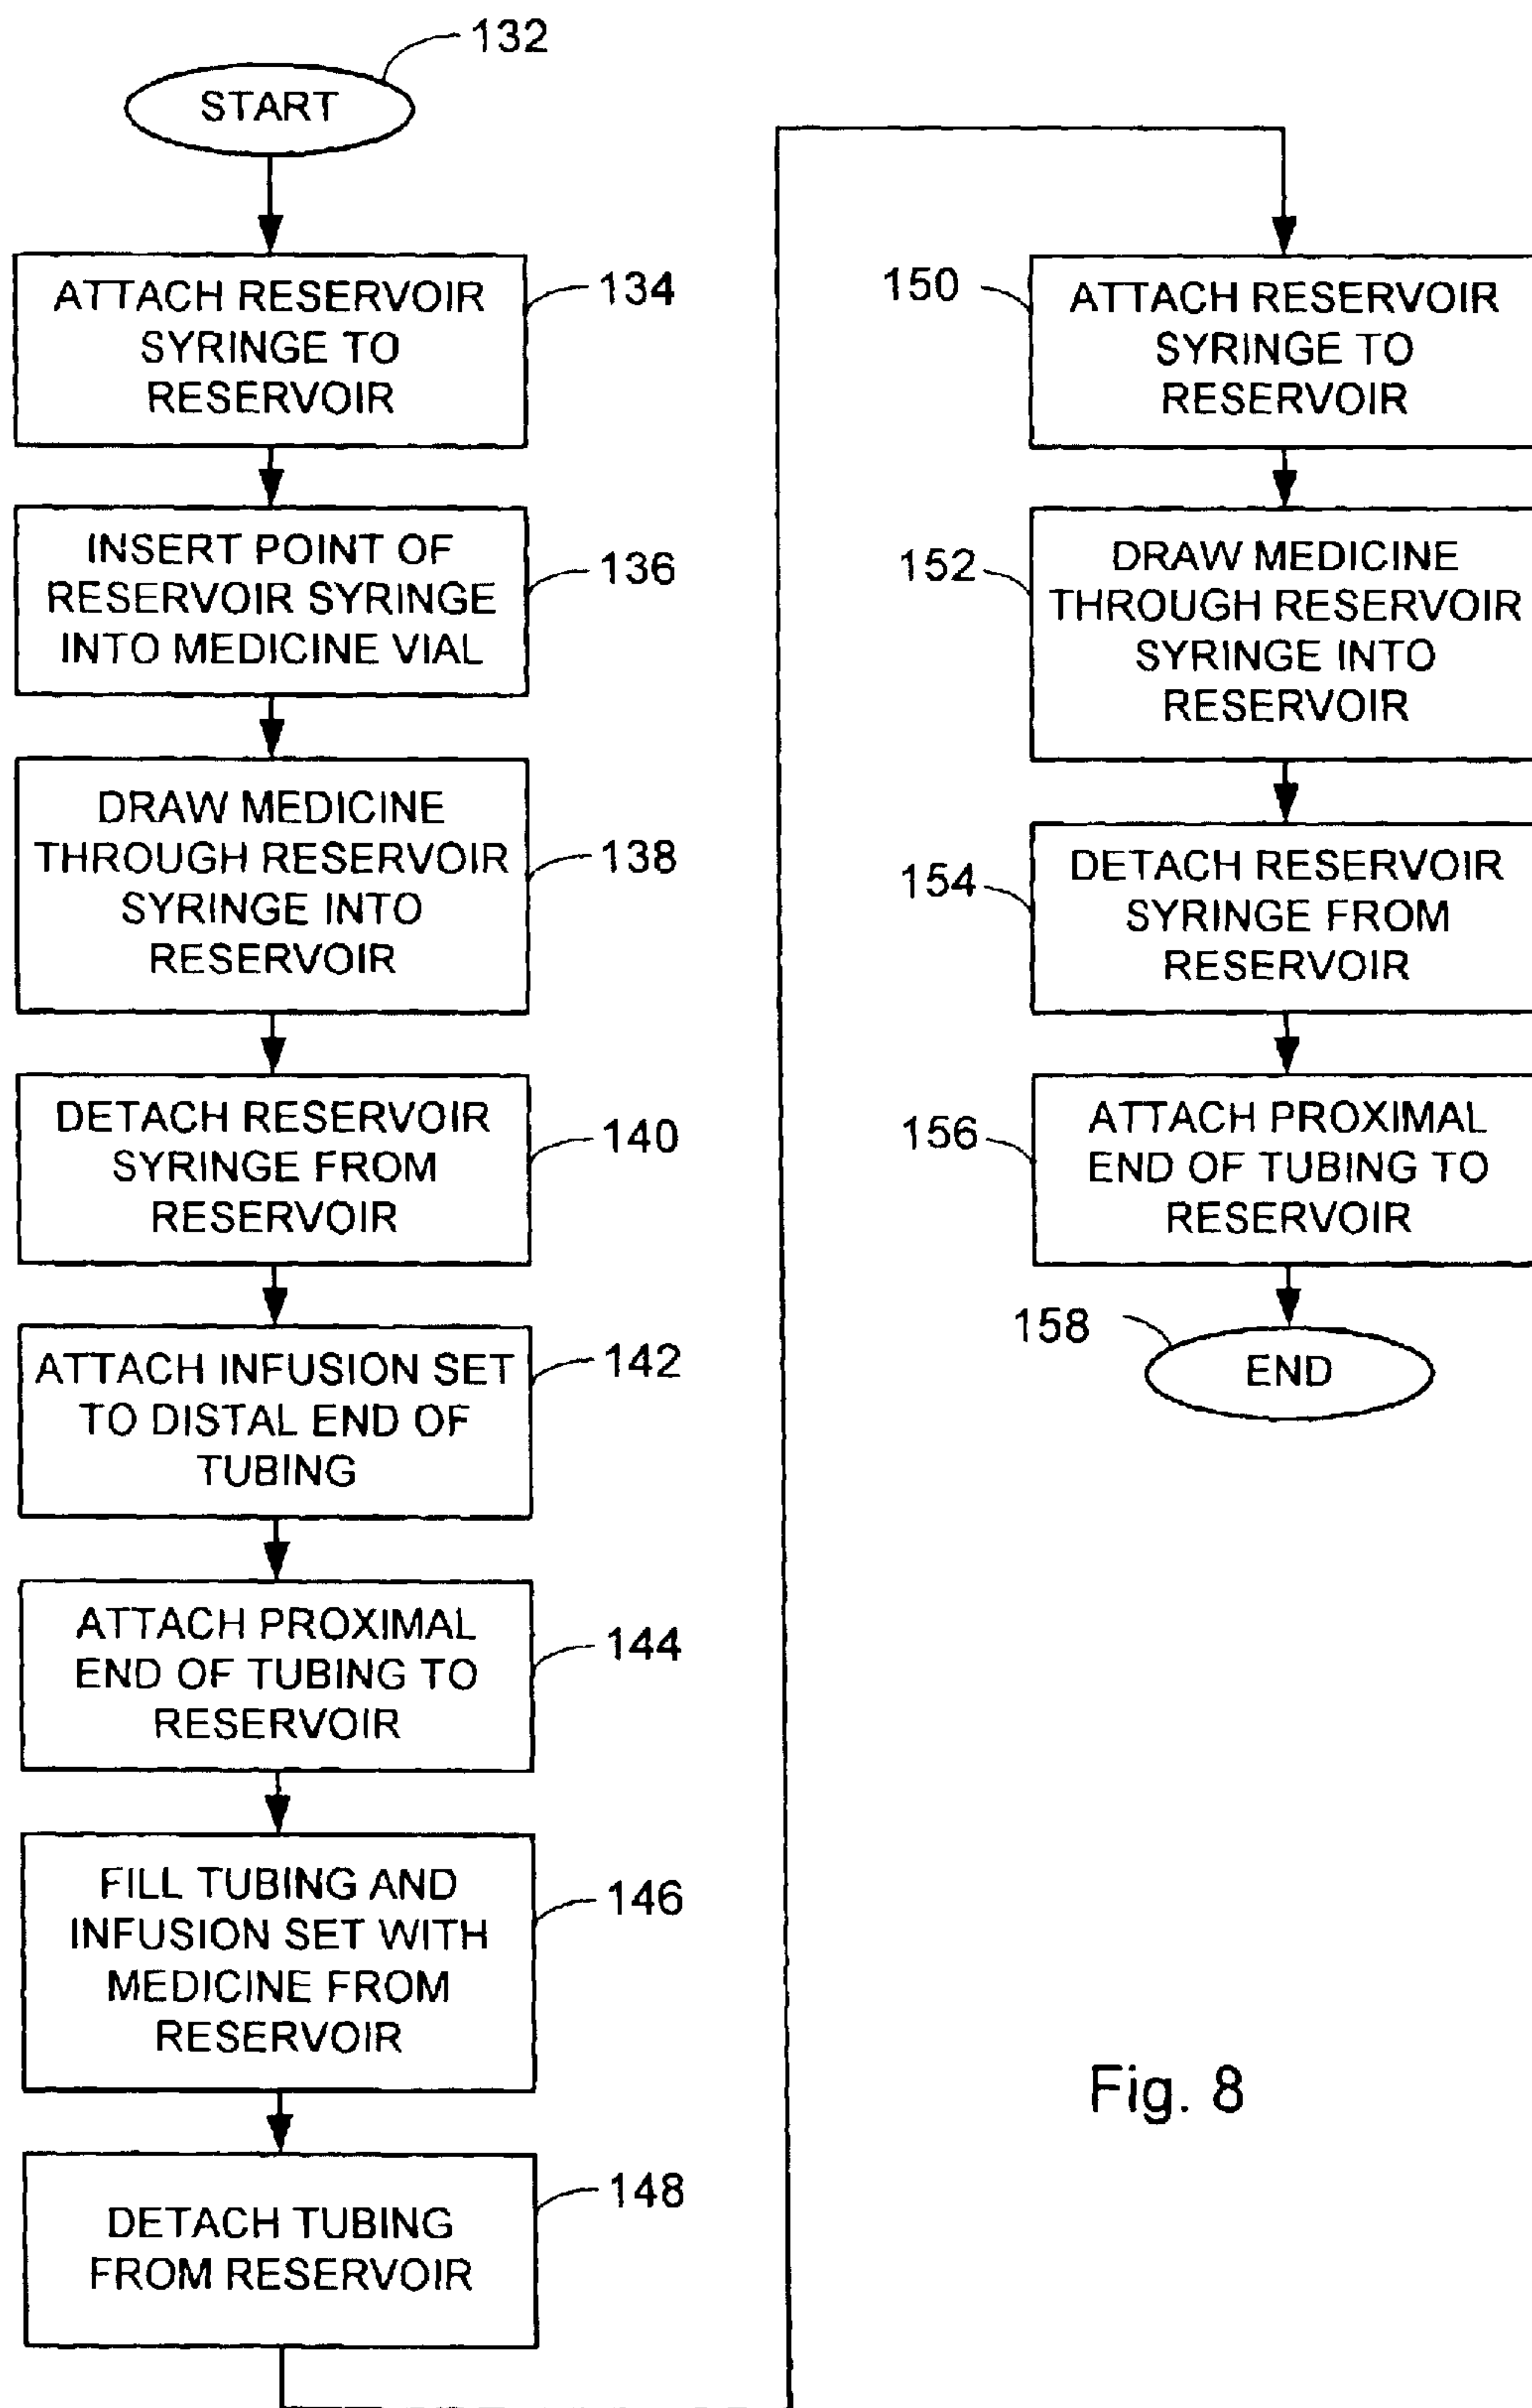 132
START
ATTACH RESERVOIR
SYRINGE TO
RESERVOIR
134
INSERT POINT OF
RESERVOIR SYRINGE
INTO MEDICINE VIAL
136
DRAW MEDICINE
THROUGH RESERVOIR
SYRINGE INTO
RESERVOIR
138
DETACH RESERVOIR
SYRINGE FROM
RESERVOIR
140
ATTACH INFUSION SET
TO DISTAL END OF
TUBING
142
ATTACH PROXIMAL
END OF TUBING TO
RESERVOIR
144
FILL TUBING AND
INFUSION SET WITH
MEDICINE FROM
RESERVOIR
146
DETACH TUBING
FROM RESERVOIR
148
150
ATTACH RESERVOIR
SYRINGE TO
RESERVOIR
152
DRAW MEDICINE
THROUGH RESERVOIR
SYRINGE INTO
RESERVOIR
154
DETACH RESERVOIR
SYRINGE FROM
RESERVOIR
156
ATTACH PROXIMAL
END OF TUBING TO
RESERVOIR
158
END
Fig. 8